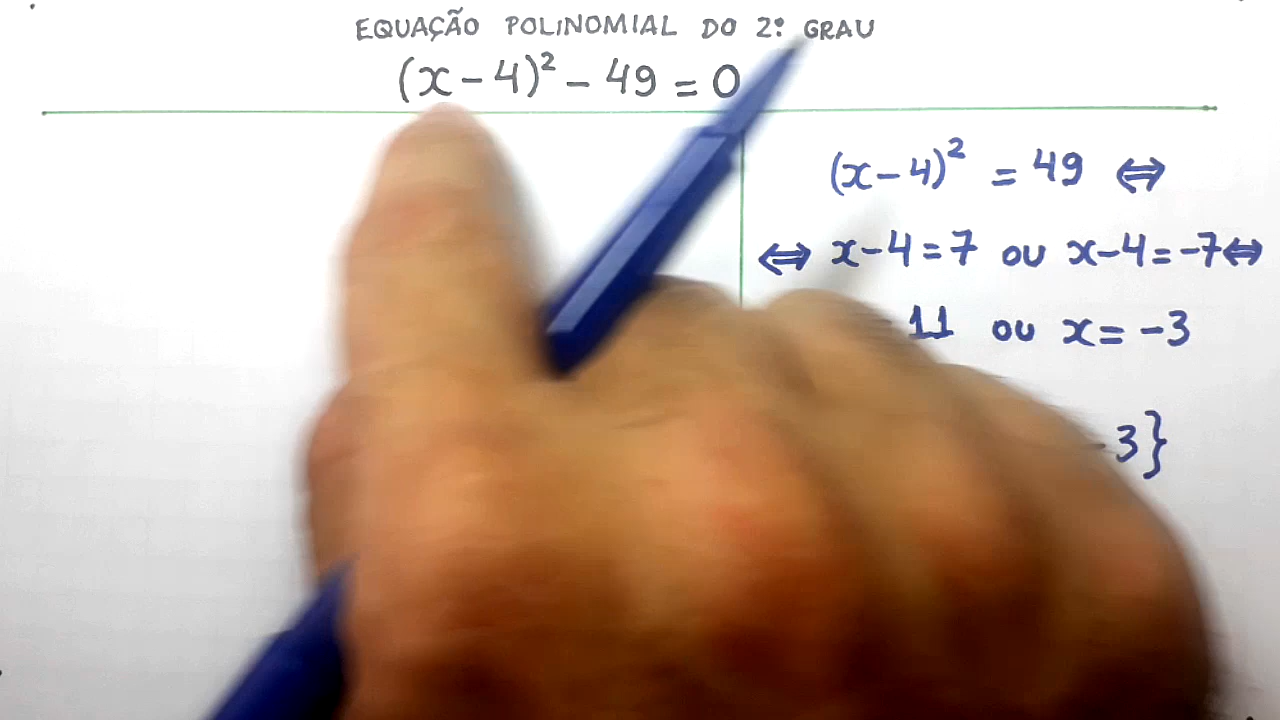 EQUAÇÃO POLINOMIAL DO 2º GRAU
(x-4)² - 49 = 0
(x-4)² = 49 ⇔
⇔ x-4=7 ou x-4=-7⇔
11 ou x= -3
-3}